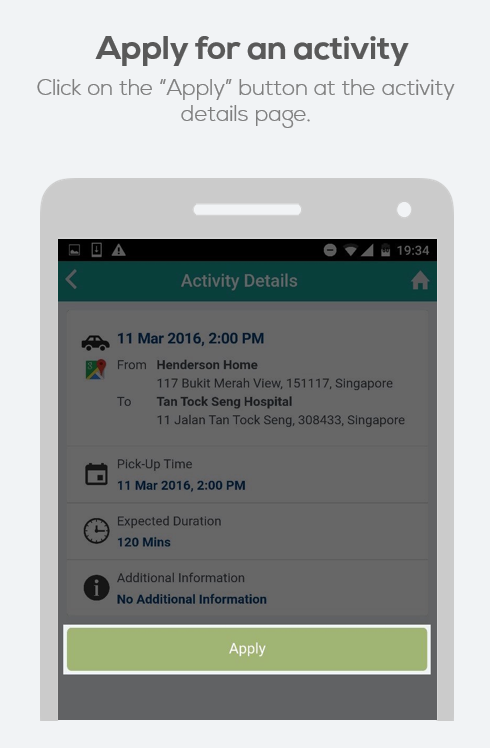 Apply for an activity
Click on the “Apply” button at the activity
details page.
19:34
Activity Details
11 Mar 2016, 2:00 PM
From Henderson Home
117 Bukit Merah View, 151117, Singapore
To Tan Tock Seng Hospital
11 Jalan Tan Tock Seng, 308433, Singapore
Pick-Up Time
11 Mar 2016, 2:00 PM
Expected Duration
120 Mins
Additional Information
No Additional Information
Apply